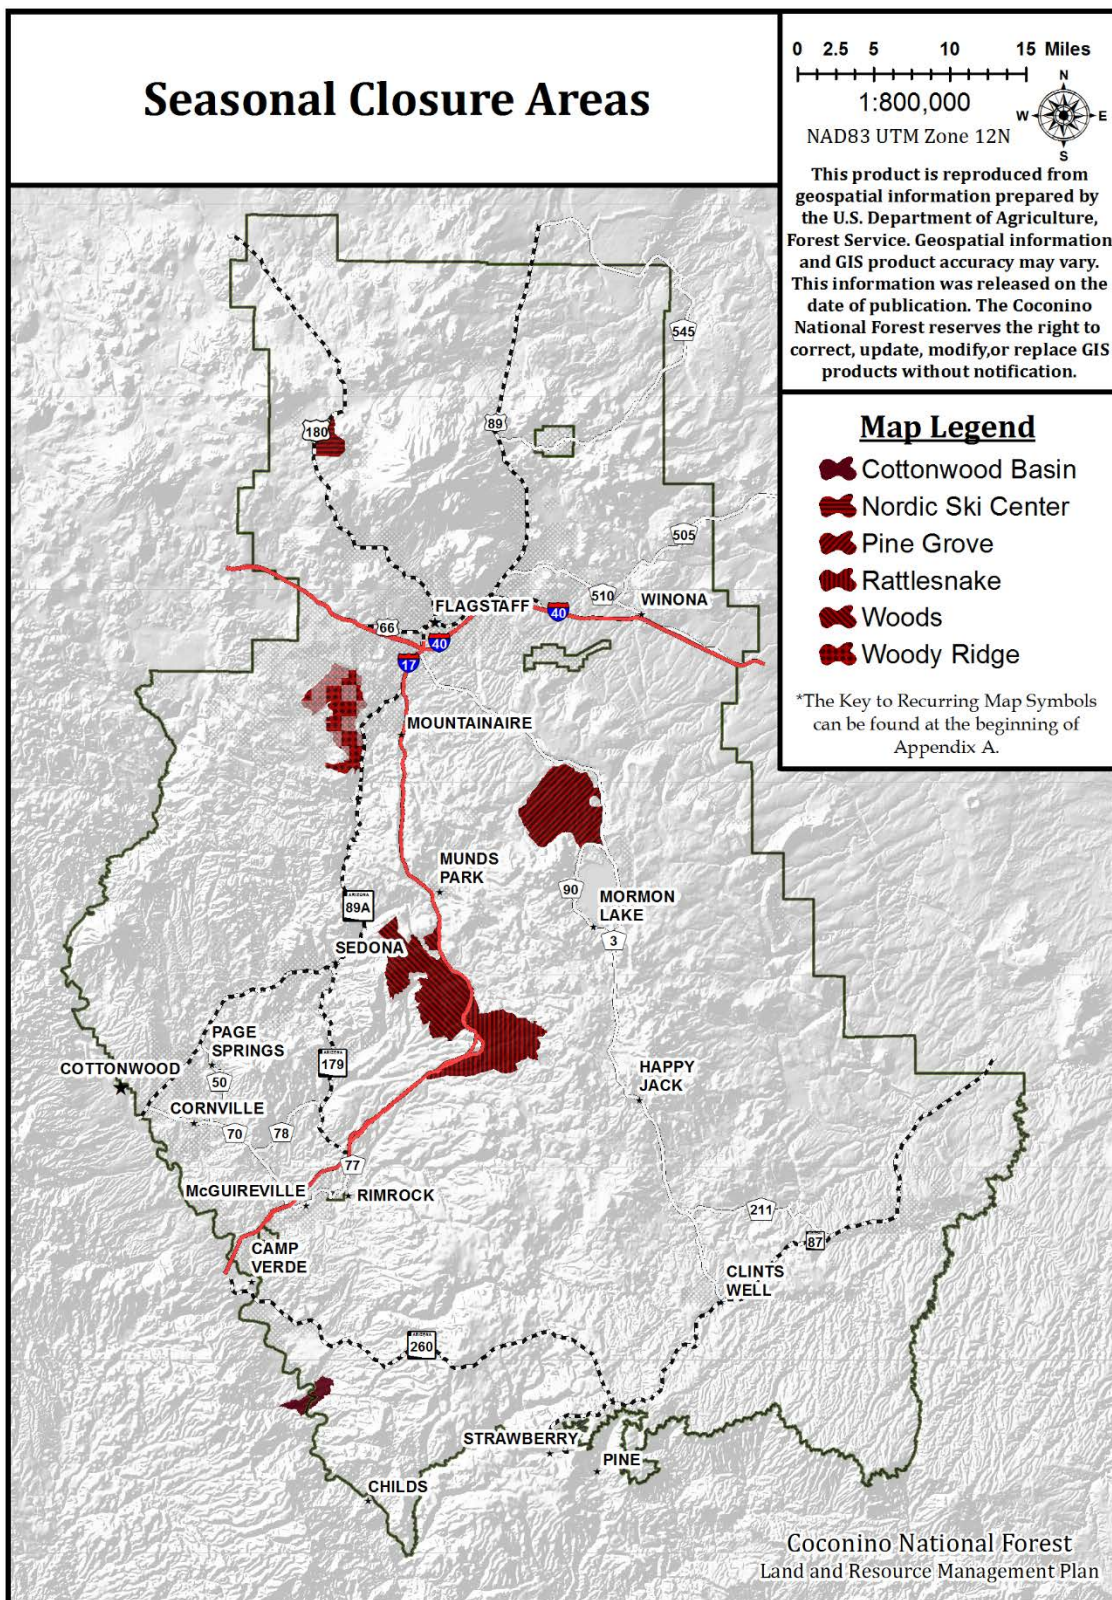 Seasonal Closure Areas
0 2.5 5 10 15 Miles
1:800,000
NAD83 UTM Zone 12N
N
W E
S
This product is reproduced from
geospatial information prepared by
the U.S. Department of Agriculture,
Forest Service. Geospatial information
and GIS product accuracy may vary.
This information was released on the
date of publication. The Coconino
National Forest reserves the right to
correct, update, modify,or replace GIS
products without notification.
Map Legend
Cottonwood Basin
Nordic Ski Center
Pine Grove
Rattlesnake
Woods
Woody Ridge
*The Key to Recurring Map Symbols
can be found at the beginning of
Appendix A.
545
180
89
505
510
WINONA
FLAGSTAFF
40
66
40
17
MOUNTAINAIRE
MUNDS
PARK
90
MORMON
LAKE
ARIZONA
89A
SEDONA
3
PAGE
SPRINGS
ARIZONA
179
COTTONWOOD
50
HAPPY
JACK
CORNVILLE
70
78
77
McGUIREVILLE
RIMROCK
211
87
CAMP
VERDE
CLINTS
WELL
ARIZONA
260
STRAWBERRY
PINE
CHILDS
Coconino National Forest
Land and Resource Management Plan